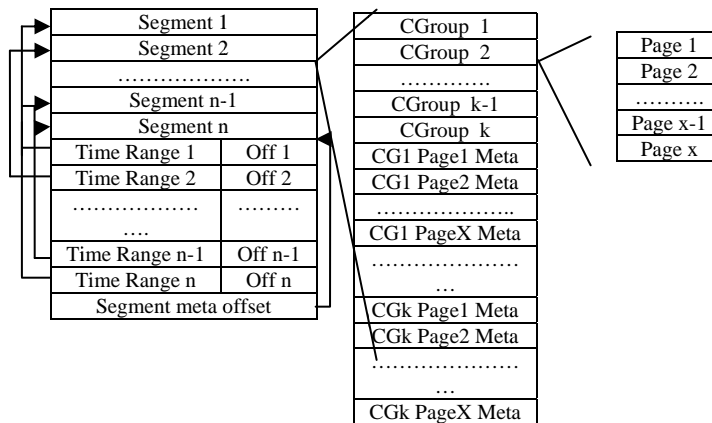 Segment 1
Segment 2
……………….
Segment n-1
Segment n
Time Range 1 Off 1
Time Range 2 Off 2
……………… ………
….
Time Range n-1 Off n-1
Time Range n Off n
Segment meta offset
CGroup 1
CGroup 2
………….
CGroup k-1
CGroup k
CG1 Page1 Meta
CG1 Page2 Meta
………………..
CG1 PageX Meta
…………………
…
CGk Page1 Meta
CGk Page2 Meta
…………………
…
CGk PageX Meta
Page 1
Page 2
……….
Page x-1
Page x